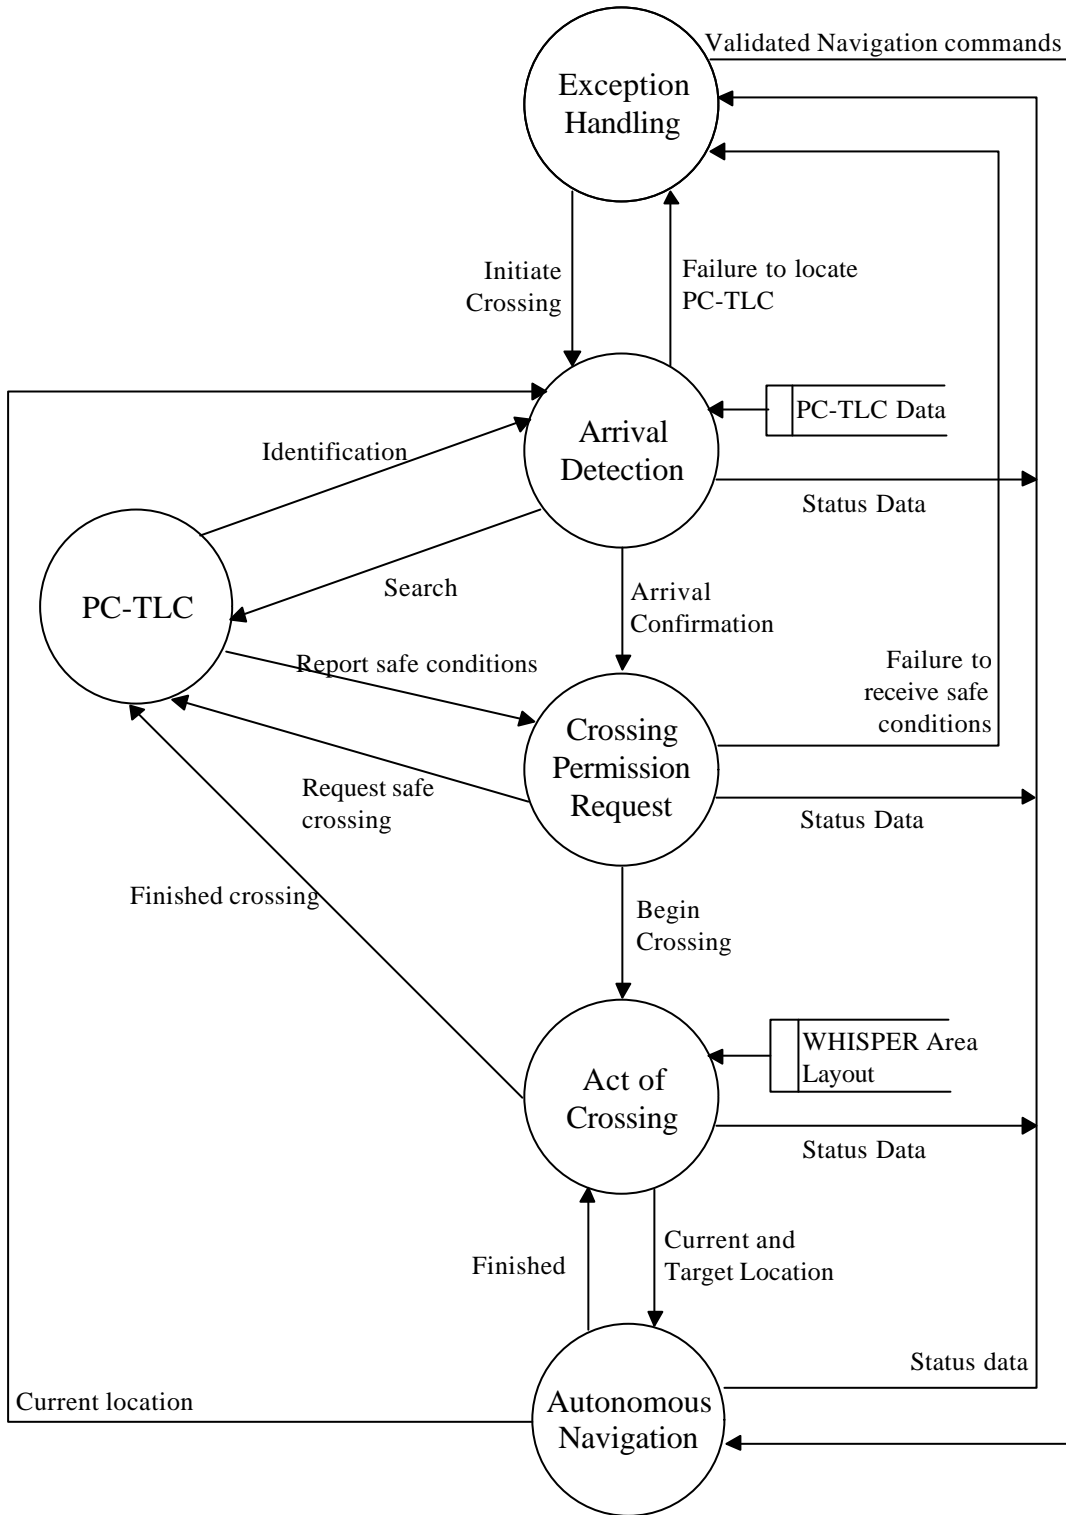 Validated Navigation commands
Exception
Handling
Initiate
Crossing
Failure to locate
PC-TLC
PC-TLC Data
Arrival
Detection
Identification
Status Data
Search
PC-TLC
Arrival
Confirmation
Report safe conditions
Failure to
receive safe
conditions
Crossing
Permission
Request
Request safe
crossing
Status Data
Finished crossing
Begin
Crossing
WHISPER Area
Layout
Act of
Crossing
Status Data
Finished
Current and
Target Location
Status data
Current location
Autonomous
Navigation